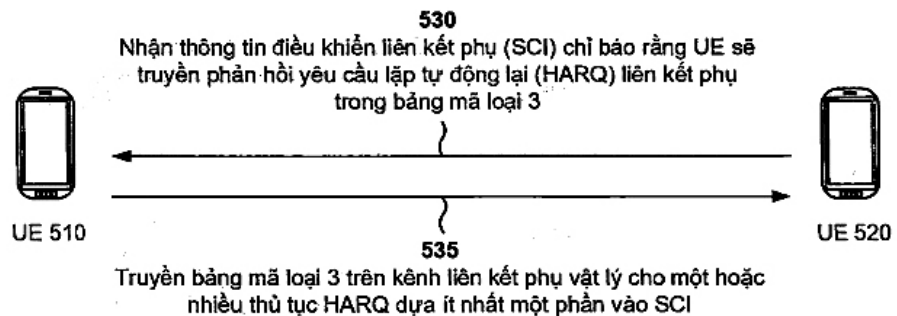 530
Nhận thông tin điều khiển liên kết phụ (SCI) chỉ báo rằng UE sẽ
truyền phản hồi yêu cầu lặp tự động lại (HARQ) liên kết phụ
trong bảng mã loại 3
UE 510
UE 520
535
Truyền bảng mã loại 3 trên kênh liên kết phụ vật lý cho một hoặc
nhiều thủ tục HARQ dựa ít nhất một phần vào SCI